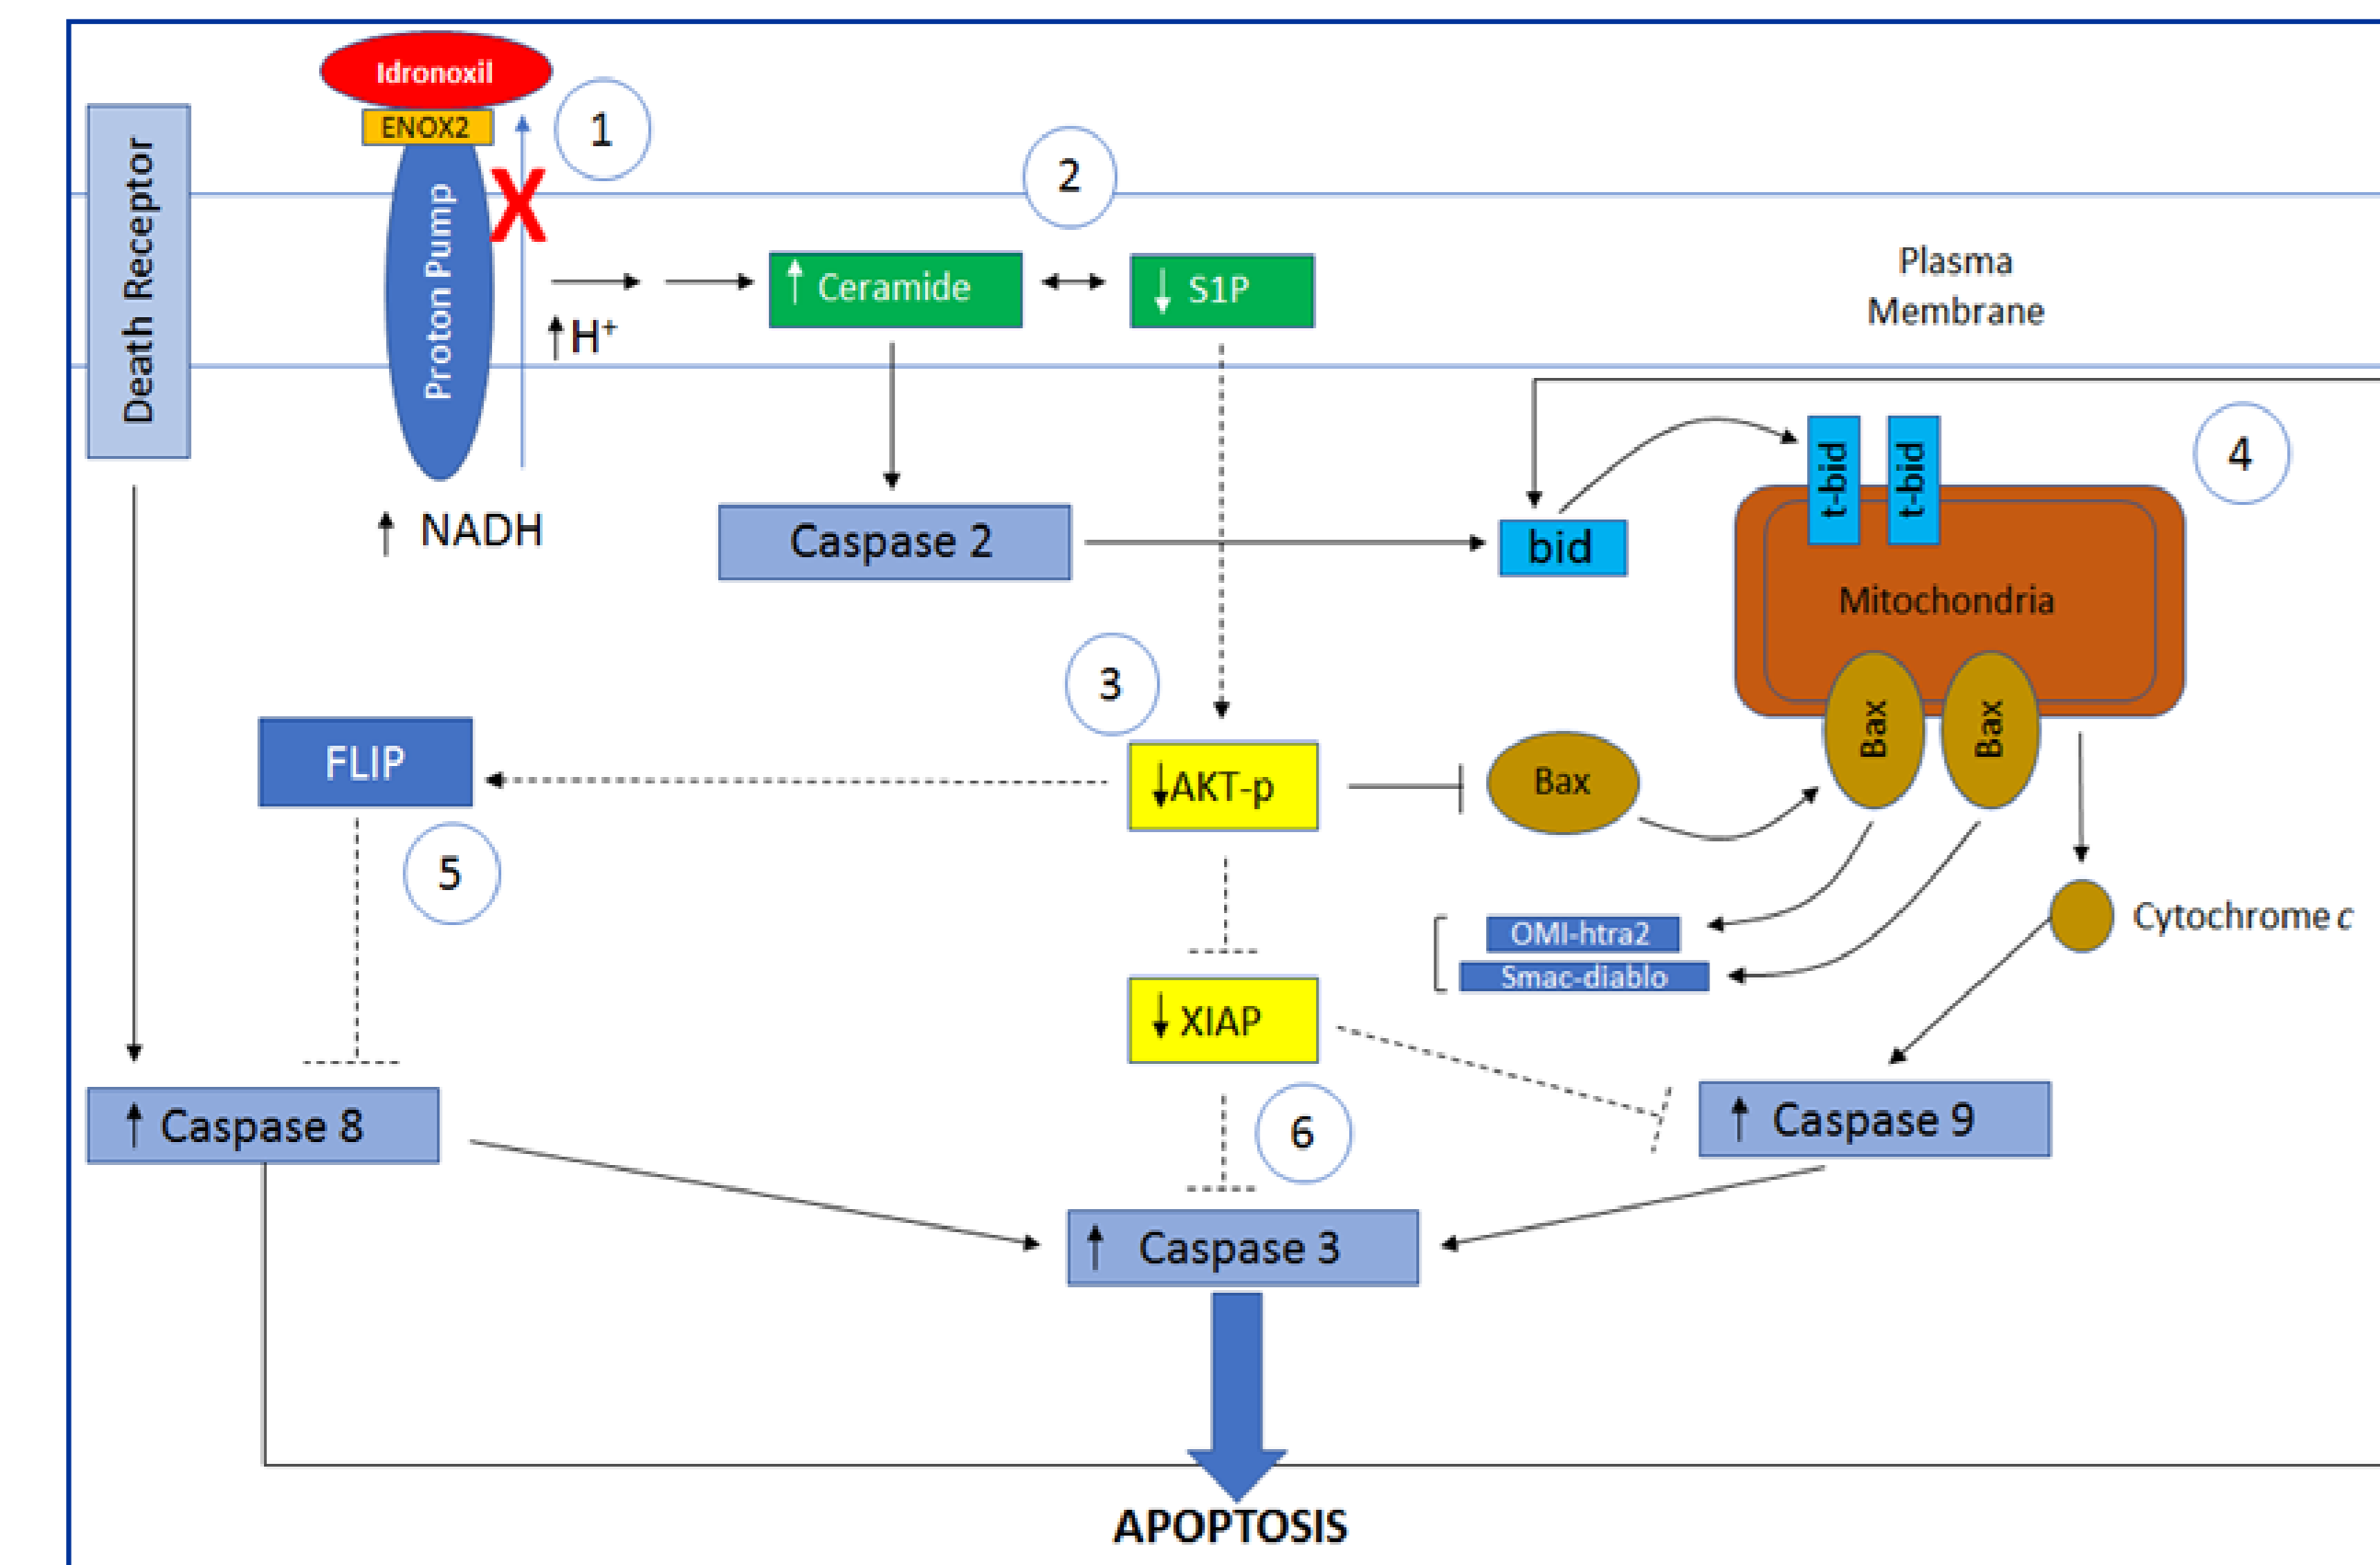 Idronoxil
ENOX2
1
2
Death Receptor
Proton Pump
X
↑ Ceramide
↓ S1P
Plasma
Membrane
↑H⁺
4
t-bid
t-bid
↑ NADH
Caspase 2
bid
Mitochondria
3
FLIP
↓AKT-p
Bax
Bax
Bax
5
OMI-htra2
Smac-diablo
Cytochrome c
↓ XIAP
↑ Caspase 8
6
↑ Caspase 9
↑ Caspase 3
APOPTOSIS